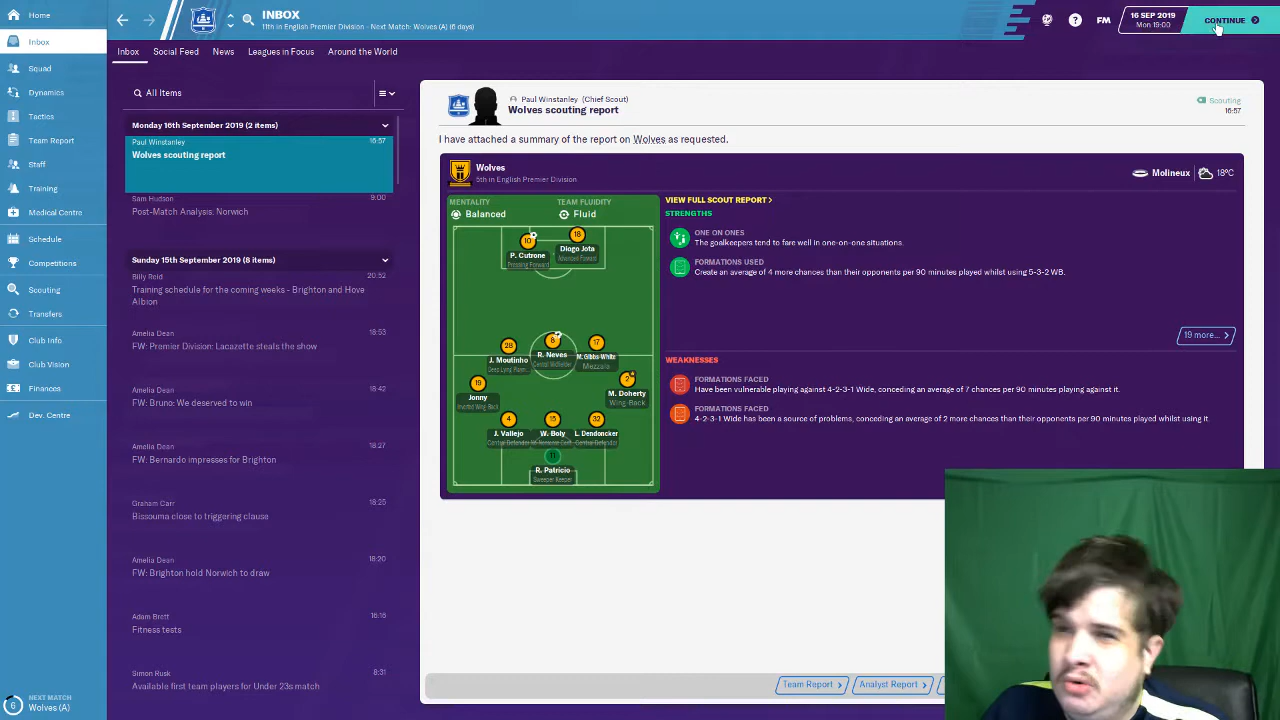 Home
INBOX
11th in English Premier Division - Next Match: Wolves (A) (6 days)
FM
16 SEP 2019
Mon 19:00
CONTINUE
Inbox
Squad
Dynamics
Tactics
Team Report
Staff
Training
Medical Centre
Schedule
Competitions
Scouting
Transfers
Club Info
Club Vision
Finances
Dev. Centre
6
NEXT MATCH
Wolves (A)
Inbox
Social Feed
News
Leagues in Focus
Around the World
All Items
Monday 16th September 2019 (2 items)
Paul Winstanley
16:57
Wolves scouting report
Sam Hudson
9:00
Post-Match Analysis: Norwich
Sunday 15th September 2019 (8 items)
Billy Reid
20:52
Training schedule for the coming weeks - Brighton and Hove
Albion
Amelia Dean
18:53
FW: Premier Division: Lacazette steals the show
Amelia Dean
18:42
FW: Bruno: We deserved to win
Amelia Dean
18:27
FW: Bernardo impresses for Brighton
Graham Carr
18:25
Bissouma close to triggering clause
Amelia Dean
18:20
FW: Brighton hold Norwich to draw
Adam Brett
16:16
Fitness tests
Simon Rusk
8:31
Available first team players for Under 23s match
Paul Winstanley (Chief Scout)
Wolves scouting report
Scouting
16:57
I have attached a summary of the report on Wolves as requested.
Wolves
5th in English Premier Division
Molineux
18°C
MENTALITY
Balanced
TEAM FLUIDITY
Fluid
10
P. Cutrone
Pressing Forward
18
Diogo Jota
Advanced Forward
28
J. Moutinho
8
R. Neves
Central Midfielder
17
M. Gibbs-White
Mezzala
19
Jonny
Inverted Wing-Back
2
M. Doherty
Wing-Back
4
J. Vallejo
Central Defender
15
W. Boly
32
L. Dendoncker
Central Defender
11
R. Patrício
Sweeper Keeper
VIEW FULL SCOUT REPORT >
STRENGTHS
ONE ON ONES
The goalkeepers tend to fare well in one-on-one situations.
FORMATIONS USED
Create an average of 4 more chances than their opponents per 90 minutes played whilst using 5-3-2 WB.
19 more... >
WEAKNESSES
FORMATIONS FACED
Have been vulnerable playing against 4-2-3-1 Wide, conceding an average of 7 chances per 90 minutes playing against it.
FORMATIONS FACED
4-2-3-1 Wide has been a source of problems, conceding an average of 2 more chances than their opponents per 90 minutes played whilst using it.
Team Report >
Analyst Report >